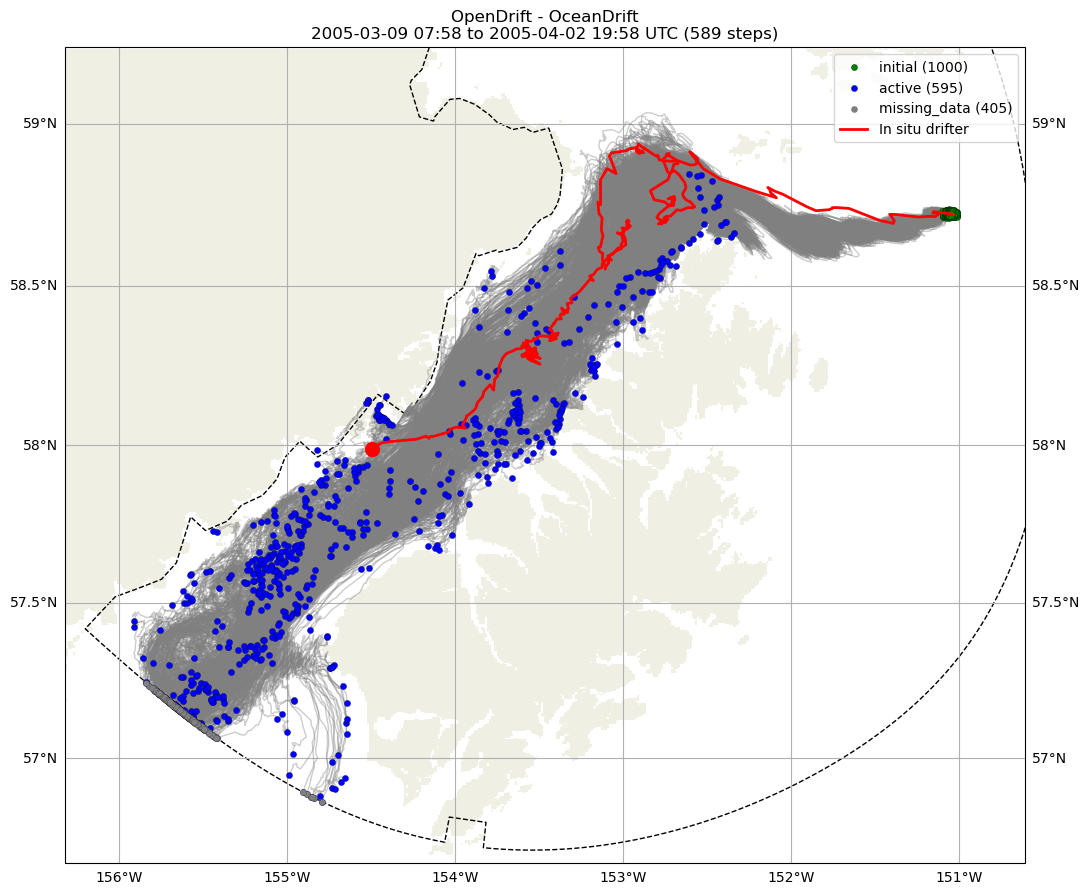 OpenDrift - OceanDrift
2005-03-09 07:58 to 2005-04-02 19:58 UTC (589 steps)
initial (1000)
active (595)
missing_data (405)
In situ drifter
59°N
59°N
58.5°N
58.5°N
58°N
58°N
57.5°N
57.5°N
57°N
57°N
156°W
155°W
154°W
153°W
152°W
151°W